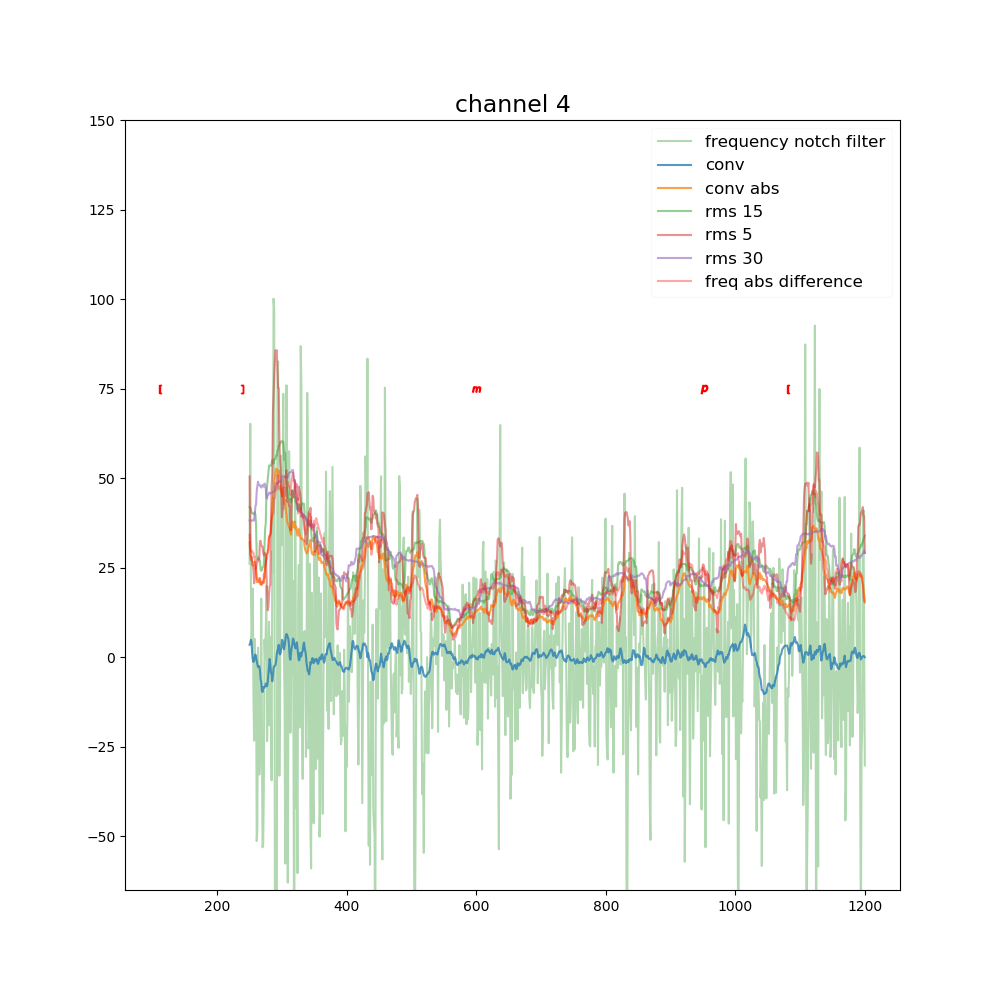 channel 4
150
125
100
75
50
25
0
−25
−50
frequency notch filter
conv
conv abs
rms 15
rms 5
rms 30
freq abs difference
[ ] m p [
200 400 600 800 1000 1200